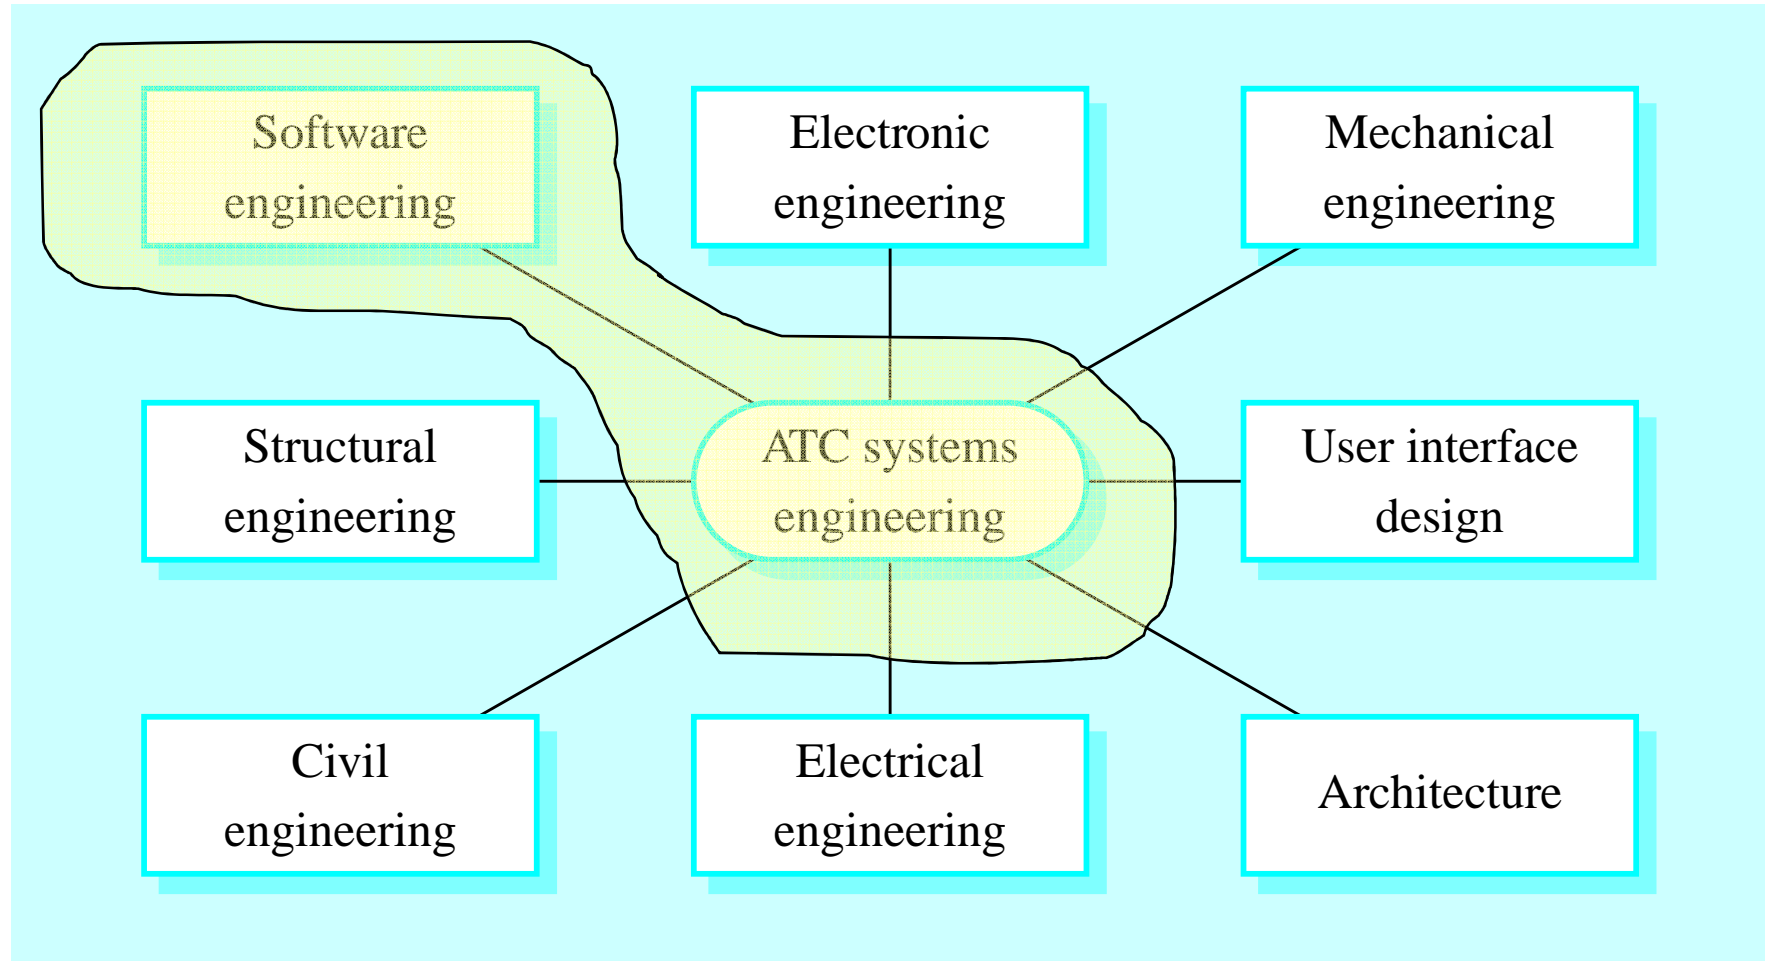 Software
engineering
Electronic
engineering
Mechanical
engineering
Structural
engineering
ATC systems
engineering
User interface
design
Civil
engineering
Electrical
engineering
Architecture